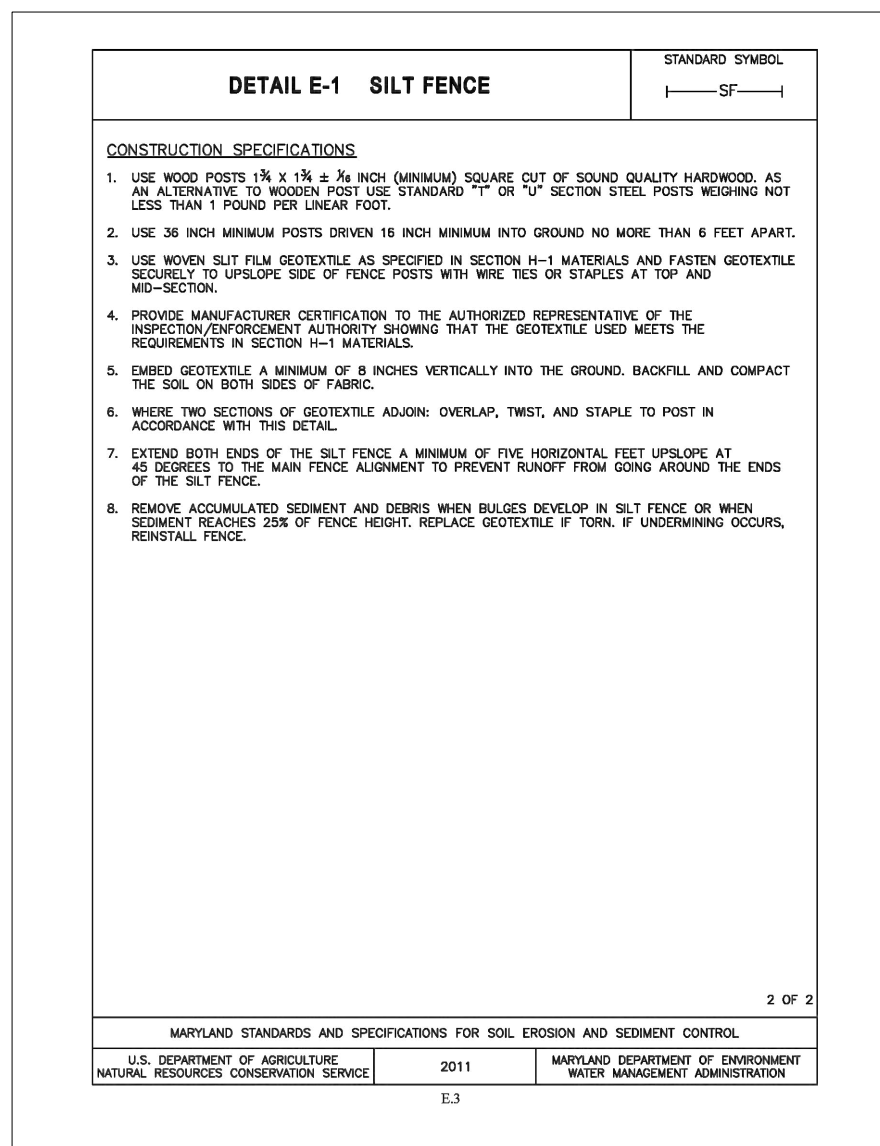 DETAIL E-1 SILT FENCE
STANDARD SYMBOL
SF
CONSTRUCTION SPECIFICATIONS
1. USE WOOD POSTS 1¾ X 1¾ ± 1⁄16 INCH (MINIMUM) SQUARE CUT OF SOUND QUALITY HARDWOOD. AS
AN ALTERNATIVE TO WOODEN POST USE STANDARD "T" OR "U" SECTION STEEL POSTS WEIGHING NOT
LESS THAN 1 POUND PER LINEAR FOOT.
2. USE 36 INCH MINIMUM POSTS DRIVEN 16 INCH MINIMUM INTO GROUND NO MORE THAN 6 FEET APART.
3. USE WOVEN SLIT FILM GEOTEXTILE AS SPECIFIED IN SECTION H-1 MATERIALS AND FASTEN GEOTEXTILE
SECURELY TO UPSLOPE SIDE OF FENCE POSTS WITH WIRE TIES OR STAPLES AT TOP AND
MID-SECTION.
4. PROVIDE MANUFACTURER CERTIFICATION TO THE AUTHORIZED REPRESENTATIVE OF THE
INSPECTION/ENFORCEMENT AUTHORITY SHOWING THAT THE GEOTEXTILE USED MEETS THE
REQUIREMENTS IN SECTION H-1 MATERIALS.
5. EMBED GEOTEXTILE A MINIMUM OF 8 INCHES VERTICALLY INTO THE GROUND. BACKFILL AND COMPACT
THE SOIL ON BOTH SIDES OF FABRIC.
6. WHERE TWO SECTIONS OF GEOTEXTILE ADJOIN: OVERLAP, TWIST, AND STAPLE TO POST IN
ACCORDANCE WITH THIS DETAIL.
7. EXTEND BOTH ENDS OF THE SILT FENCE A MINIMUM OF FIVE HORIZONTAL FEET UPSLOPE AT
45 DEGREES TO THE MAIN FENCE ALIGNMENT TO PREVENT RUNOFF FROM GOING AROUND THE ENDS
OF THE SILT FENCE.
8. REMOVE ACCUMULATED SEDIMENT AND DEBRIS WHEN BULGES DEVELOP IN SILT FENCE OR WHEN
SEDIMENT REACHES 25% OF FENCE HEIGHT. REPLACE GEOTEXTILE IF TORN. IF UNDERMINING OCCURS,
REINSTALL FENCE.
2 OF 2
MARYLAND STANDARDS AND SPECIFICATIONS FOR SOIL EROSION AND SEDIMENT CONTROL
U.S. DEPARTMENT OF AGRICULTURE
NATURAL RESOURCES CONSERVATION SERVICE
2011
MARYLAND DEPARTMENT OF ENVIRONMENT
WATER MANAGEMENT ADMINISTRATION
E.3